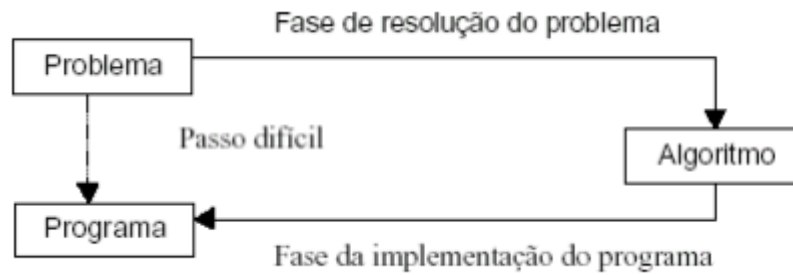 Fase de resolução do problema
Problema
Passo difícil
Algoritmo
Programa
Fase da implementação do programa